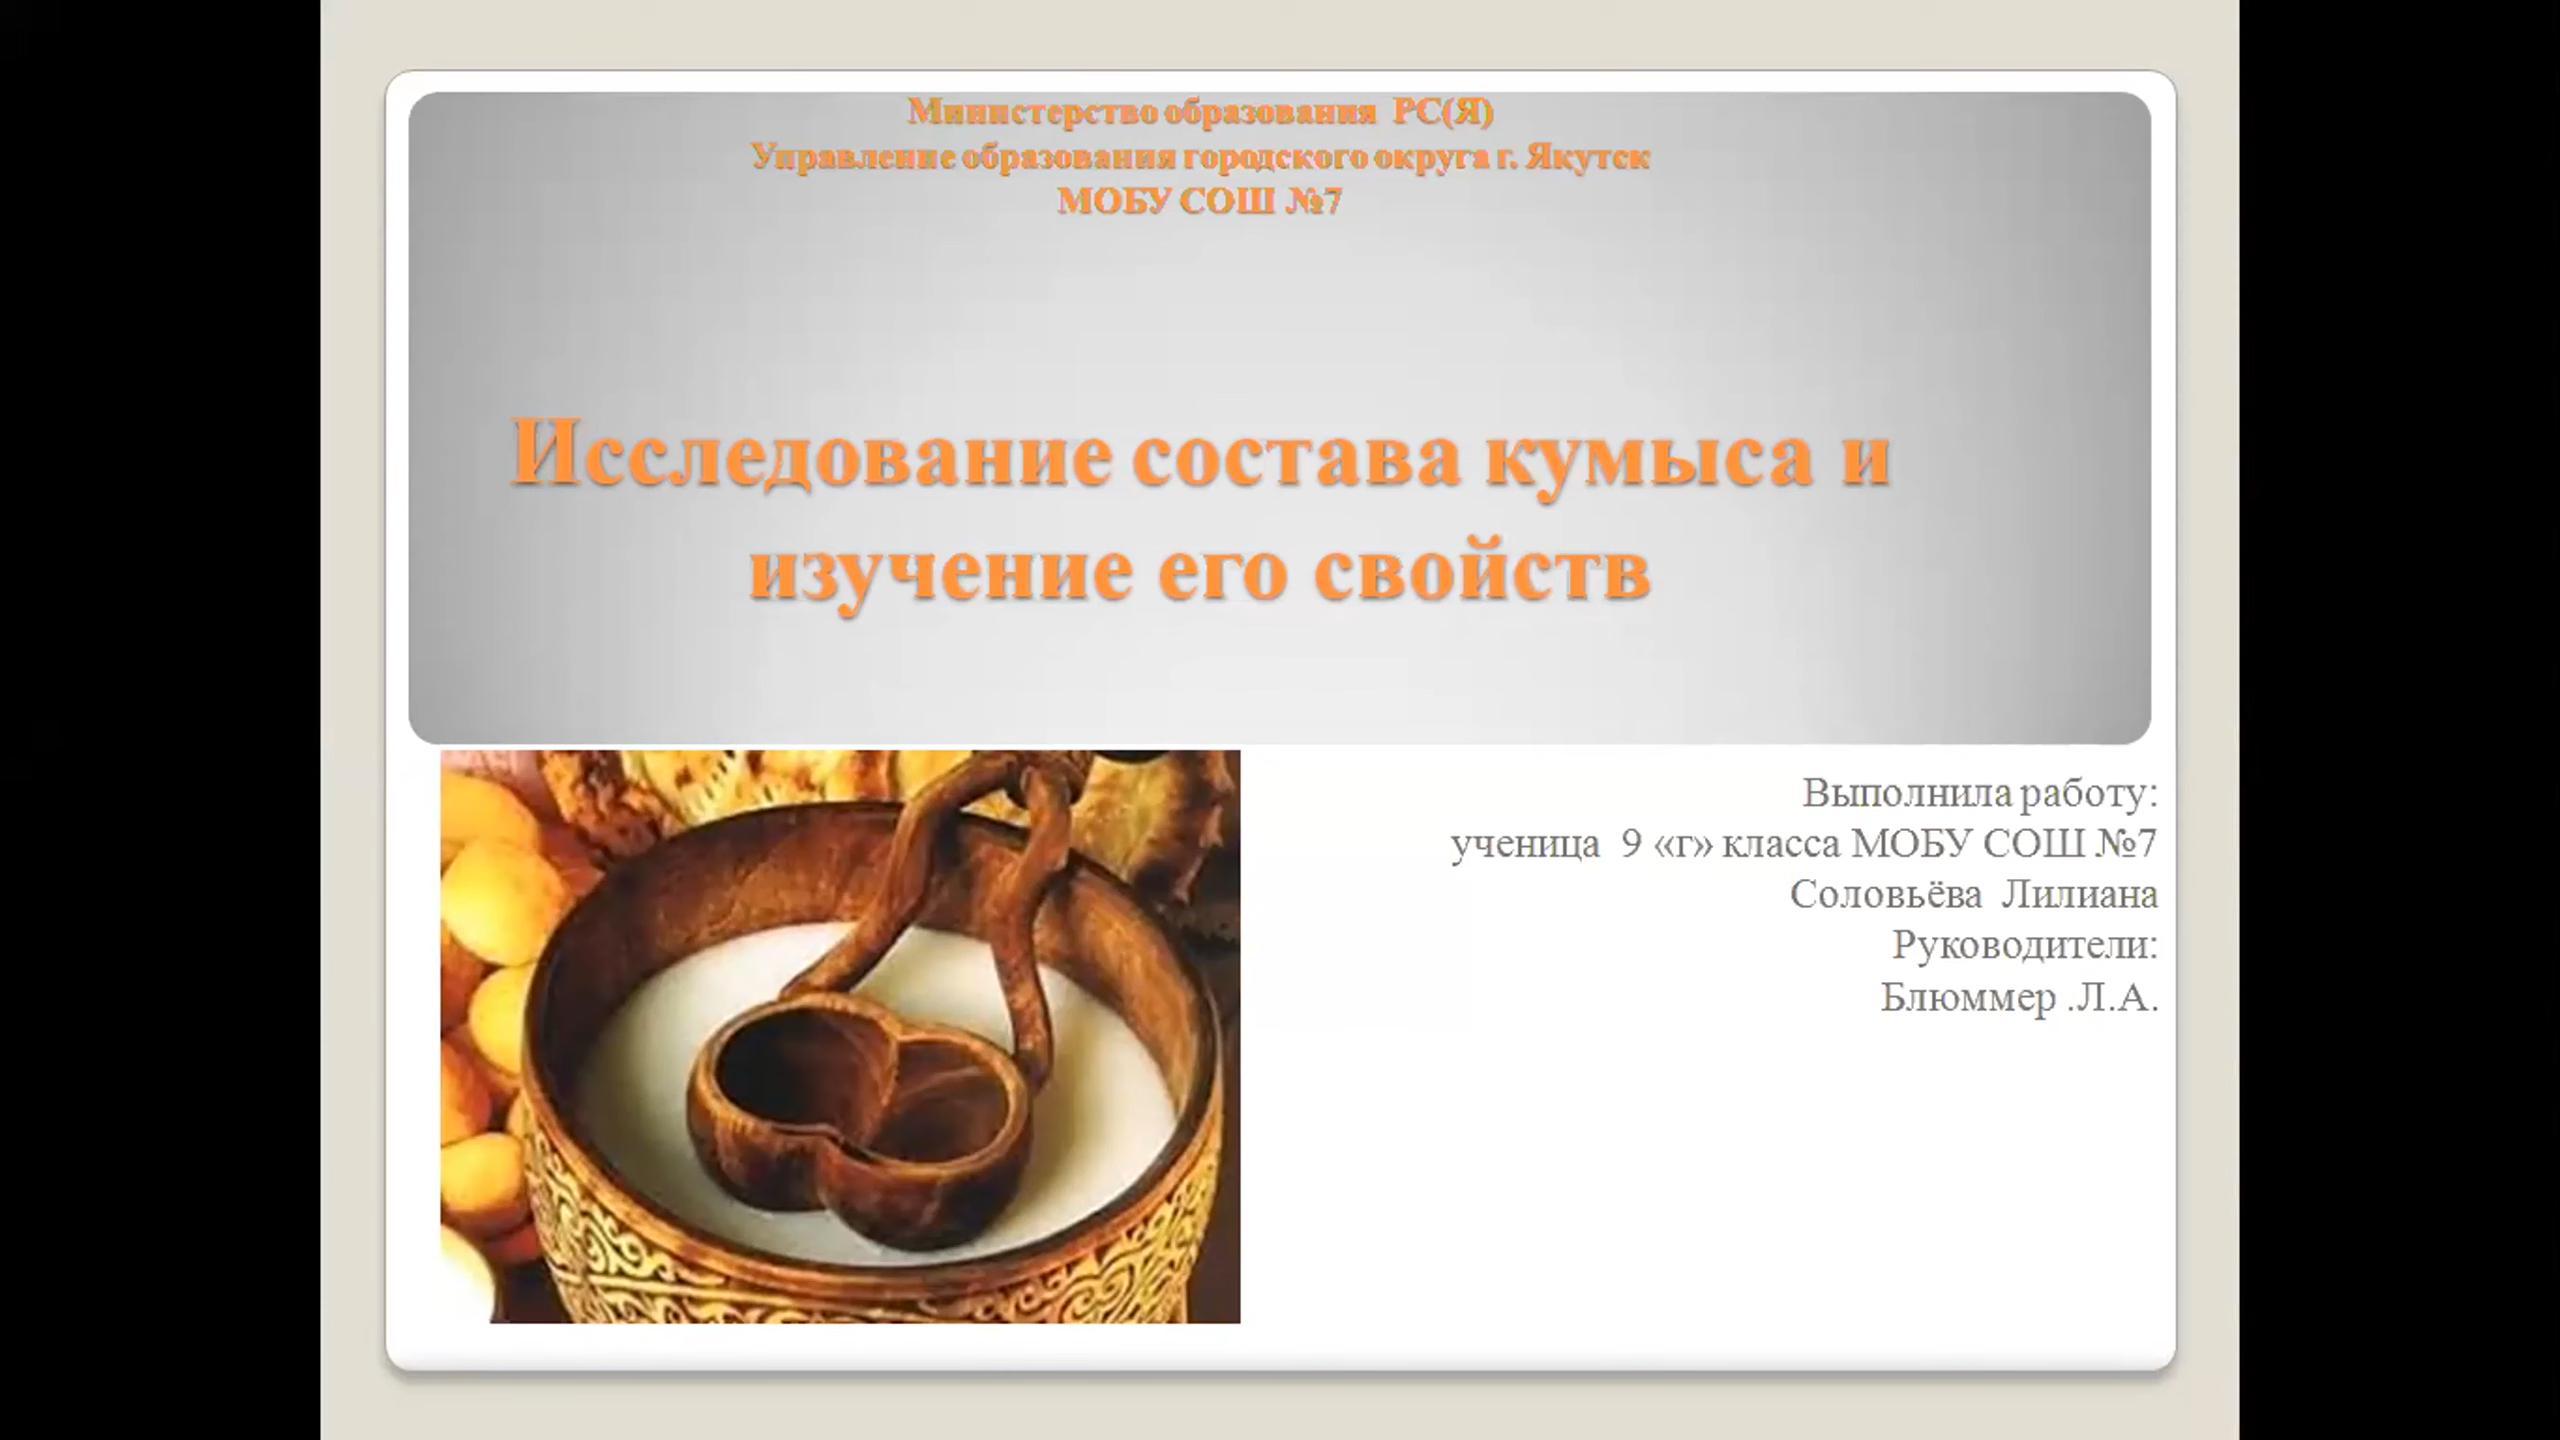 Министерство образования РС(Я)
Управление образования городского округа г. Якутск
МОБУ СОШ №7
Исследование состава кумыса и
изучение его свойств
Выполнила работу:
ученица 9 «г» класса МОБУ СОШ №7
Соловьёва Лилиана
Руководители:
Блюммер .Л.А.